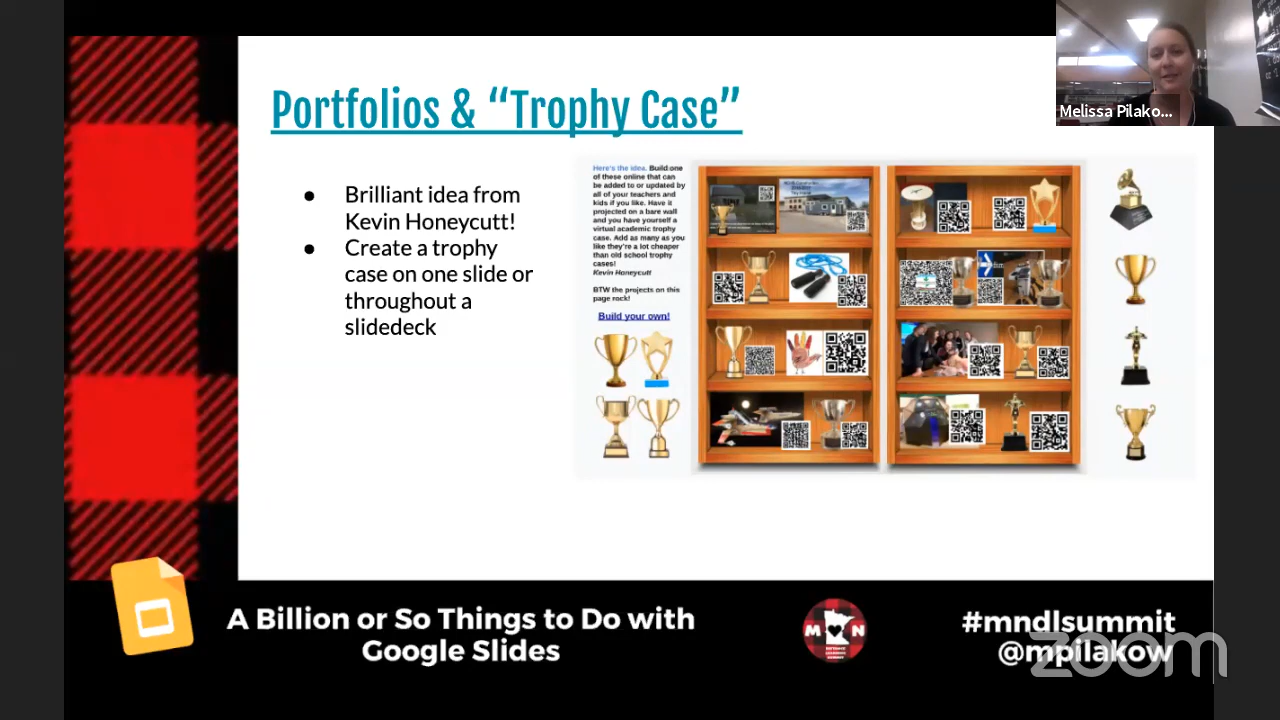 Melissa Pilako...
Portfolios & “Trophy Case”
● Brilliant idea from
Kevin Honeycutt!
● Create a trophy
case on one slide or
throughout a
slidedeck
Here's the idea. Build one
of these online that can
be added to or updated by
all of your teachers and
kids if you like. Have it
projected on a bare wall
and you have yourself a
virtual academic trophy
case. Add as many as you
like they're a lot cheaper
than old school trophy
cases!
Kevin Honeycutt
BTW the projects on this
page rock!
Build your own!
A Billion or So Things to Do with
Google Slides
M N
#mndlsummit
@mpilakow
zoom